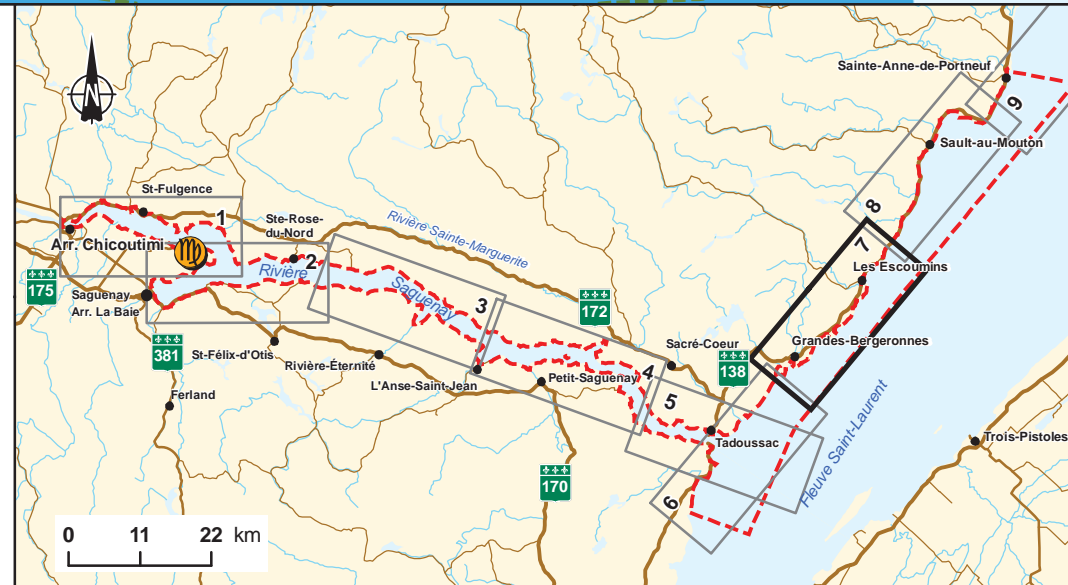 N
Sainte-Anne-de-Portneuf
9
Sault-au-Mouton
St-Fulgence
1
Ste-Rose-
du-Nord
Rivière Sainte-Marguerite
8
7
Arr. Chicoutimi
♍
Rivière
2
Saguenay
3
Les Escoumins
175
Saguenay
Arr. La Baie
172
381
St-Félix-d'Otis
Rivière-Éternité
L'Anse-Saint-Jean
Petit-Saguenay
4
Sacré-Coeur
138
Grandes-Bergeronnes
Ferland
5
Tadoussac
Fleuve Saint-Laurent
Trois-Pistoles
170
6
0 11 22 km